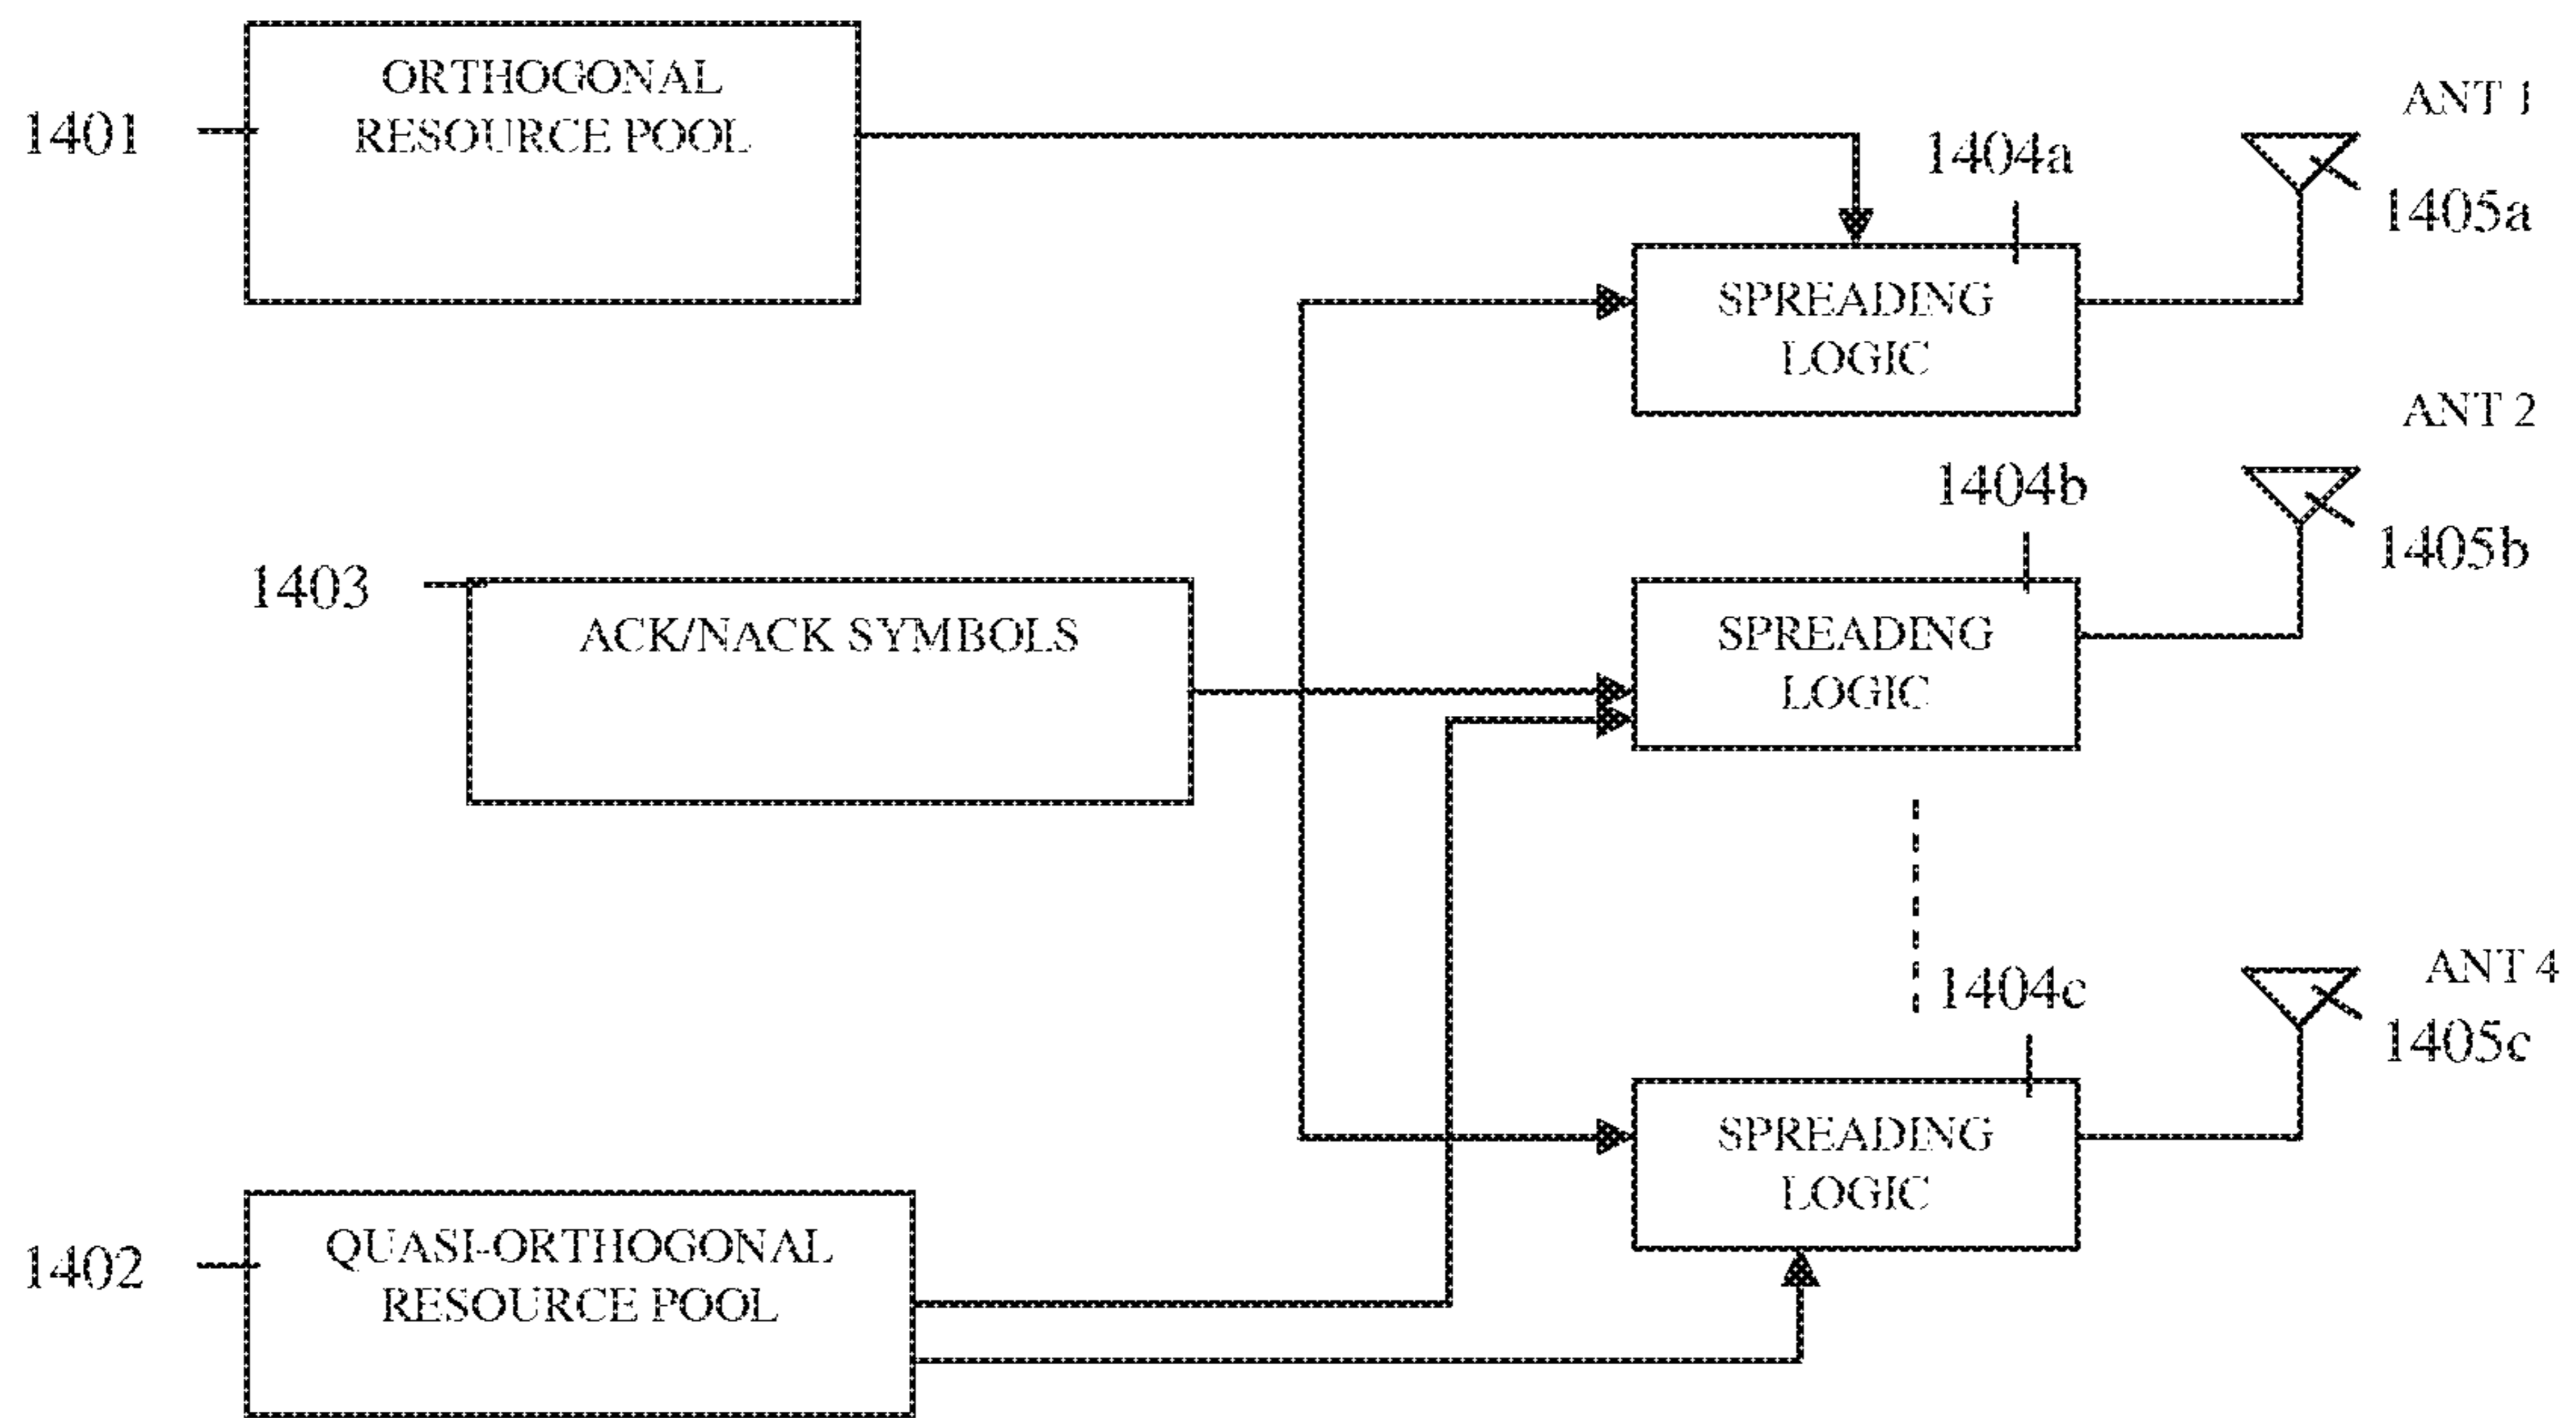 ORTHOGONAL
RESOURCE POOL
1401
ANT 1
1404a
1405a
SPREADING
LOGIC
ANT 2
1404b
1405b
1403
ACK/NACK SYMBOLS
SPREADING
LOGIC
ANT 4
1404c
1405c
SPREADING
LOGIC
1402
QUASI-ORTHOGONAL
RESOURCE POOL